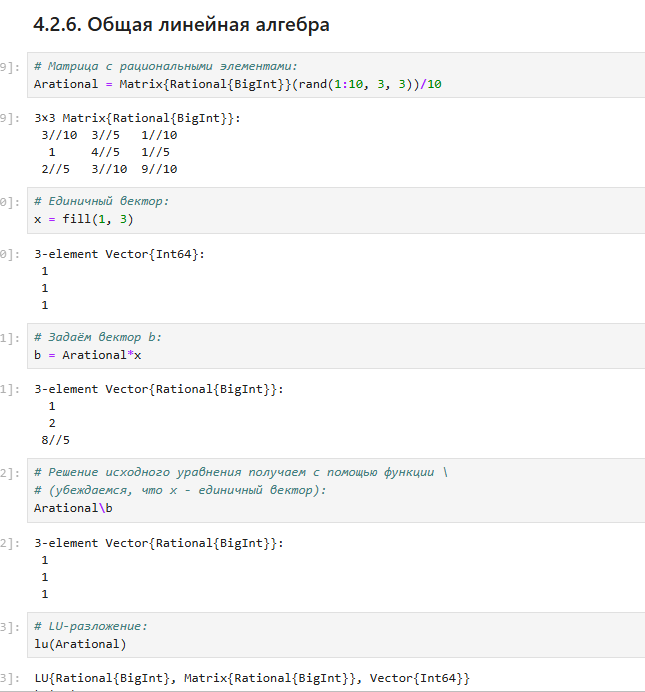 4.2.6. Общая линейная алгебра
9]: # Матрица с рациональными элементами:
Arational = Matrix{Rational{BigInt}}(rand(1:10, 3, 3))/10
9]: 3×3 Matrix{Rational{BigInt}}:
3//10 3//5 1//10
1 4//5 1//5
2//5 3//10 9//10
0]: # Единичный вектор:
x = fill(1, 3)
0]: 3-element Vector{Int64}:
1
1
1
1]: # Задаём вектор b:
b = Arational*x
1]: 3-element Vector{Rational{BigInt}}:
1
2
8//5
2]: # Решение исходного уравнения получаем с помощью функции \
# (убеждаемся, что x - единичный вектор):
Arational\b
2]: 3-element Vector{Rational{BigInt}}:
1
1
1
3]: # LU-разложение:
lu(Arational)
3]: LU{Rational{BigInt}, Matrix{Rational{BigInt}}, Vector{Int64}}